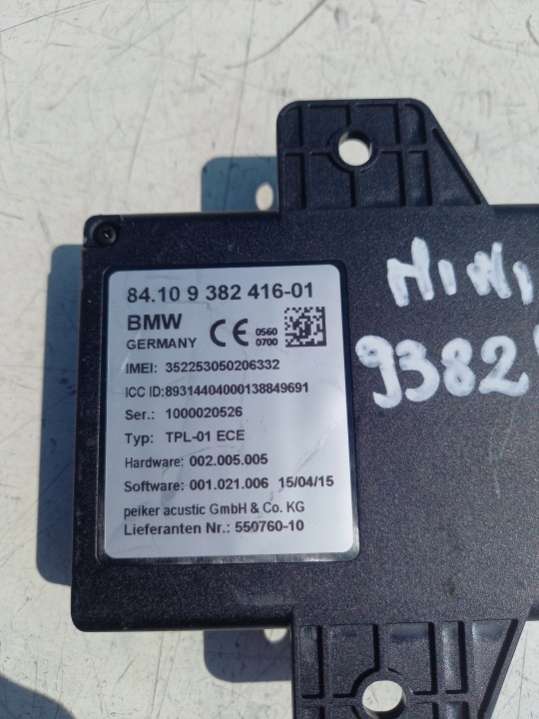 84.10 9 382 416-01
BMW
GERMANY
CE 0560
0700
IMEI: 352253050206332
ICC ID:89314404000138849691
Ser.: 1000020526
Typ: TPL-01 ECE
Hardware: 002.005.005
Software: 001.021.006 15/04/15
peiker acustic GmbH & Co. KG
Lieferanten Nr.: 550760-10
MINI
9382